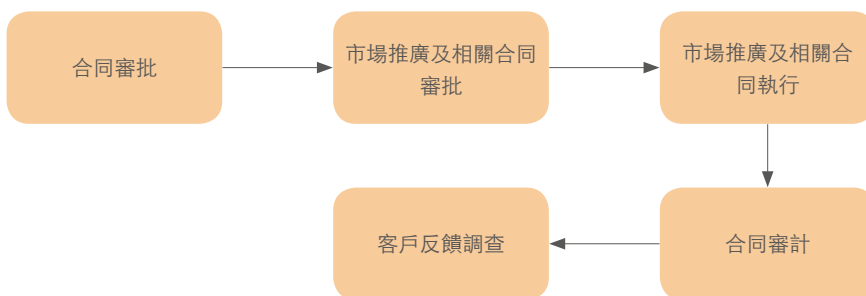 合同審批
市場推廣及相關合同
審批
市場推廣及相關合
同執行
客戶反饋調查
合同審計